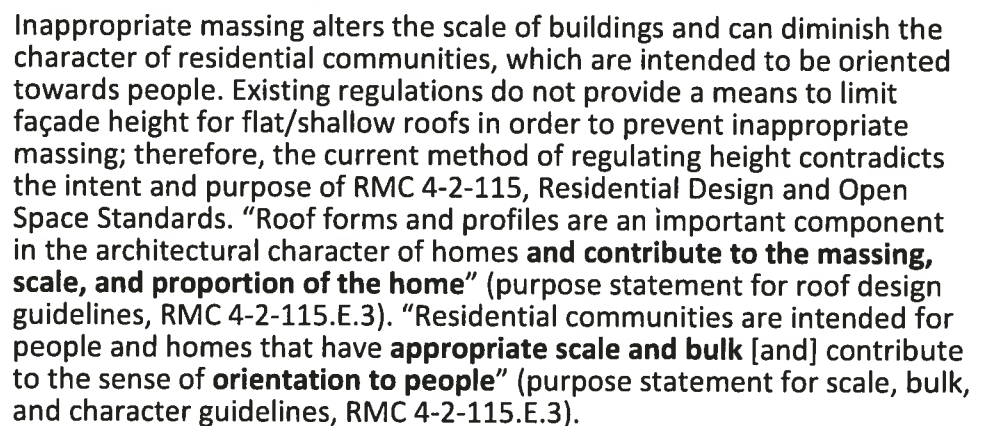 Inappropriate massing alters the scale of buildings and can diminish the
character of residential communities, which are intended to be oriented
towards people. Existing regulations do not provide a means to limit
façade height for flat/shallow roofs in order to prevent inappropriate
massing; therefore, the current method of regulating height contradicts
the intent and purpose of RMC 4-2-115, Residential Design and Open
Space Standards. “Roof forms and profiles are an important component
in the architectural character of homes and contribute to the massing,
scale, and proportion of the home” (purpose statement for roof design
guidelines, RMC 4-2-115.E.3). “Residential communities are intended for
people and homes that have appropriate scale and bulk [and] contribute
to the sense of orientation to people” (purpose statement for scale, bulk,
and character guidelines, RMC 4-2-115.E.3).